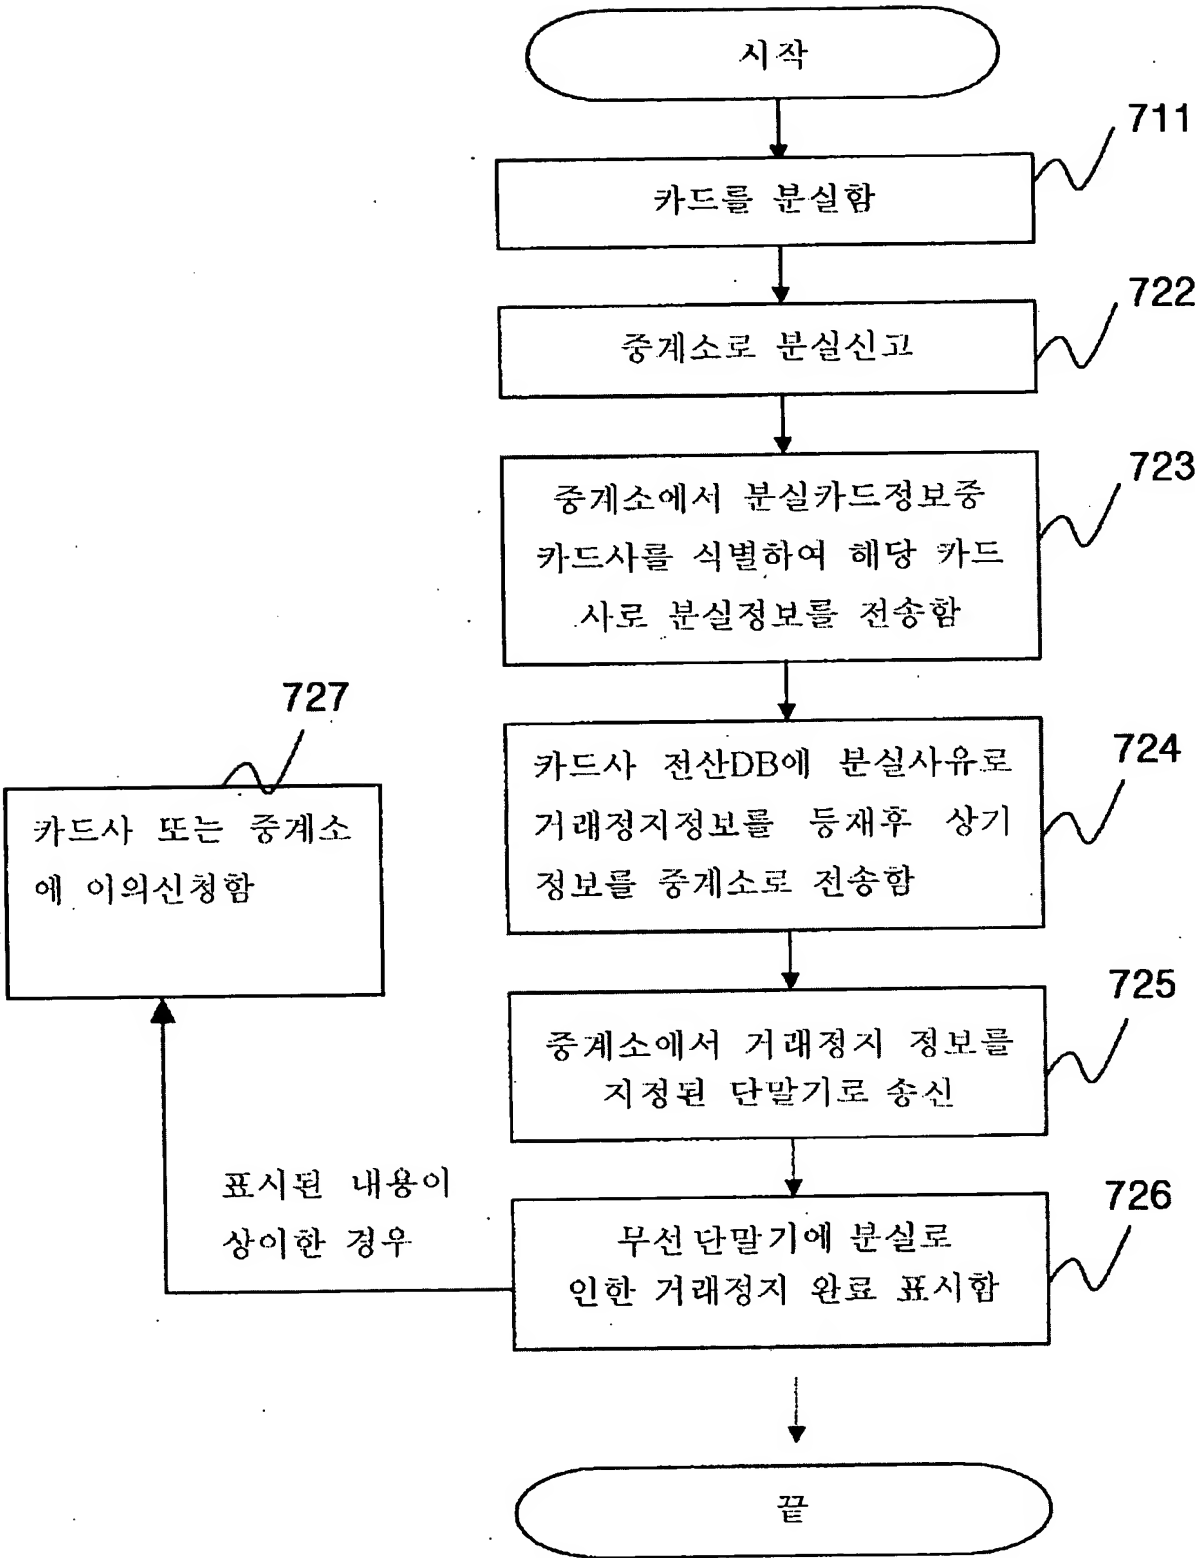 시작
711
카드를 분실함
722
중계소로 분실신고
723
중계소에서 분실카드정보중
카드사를 식별하여 해당 카드
사로 분실정보를 전송함
724
카드사 전산DB에 분실사유로
거래정지정보를 등재후 상기
정보를 중계소로 전송함
727
카드사 또는 중계소
에 이의신청함
725
중계소에서 거래정지 정보를
지정된 단말기로 송신
표시된 내용이
상이한 경우
726
무선단말기에 분실로
인한 거래정지 완료 표시함
끝